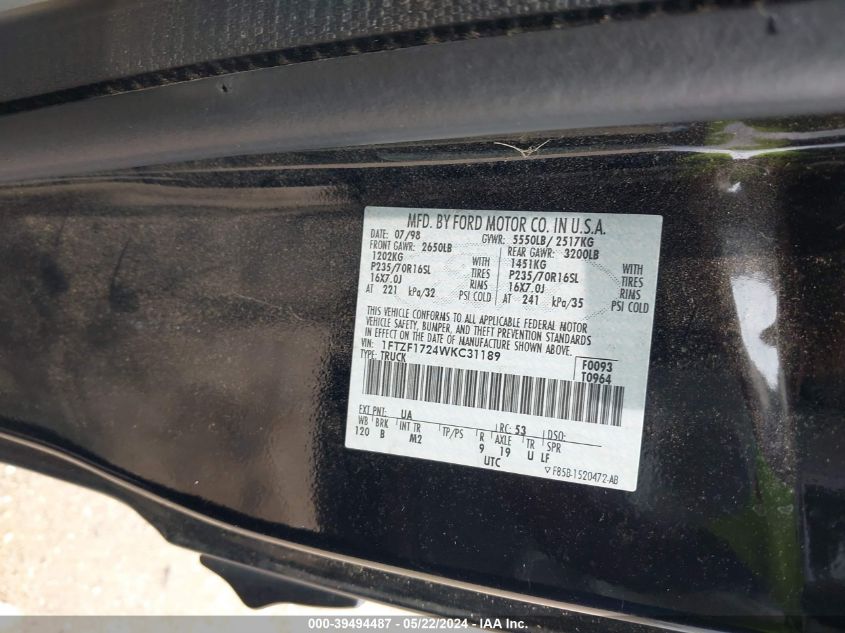 MFD. BY FORD MOTOR CO. IN U.S.A.
DATE: 07/98 GVWR: 5550LB/ 2517KG
FRONT GAWR: 2650LB REAR GAWR: 3200LB
1202KG WITH 1451KG WITH
P235/70R16SL TIRES P235/70R16SL TIRES
16X7.0J RIMS 16X7.0J RIMS
AT 221 kPa/32 PSI COLD AT 241 kPa/35 PSI COLD
THIS VEHICLE CONFORMS TO ALL APPLICABLE FEDERAL MOTOR
VEHICLE SAFETY, BUMPER, AND THEFT PREVENTION STANDARDS
IN EFFECT ON THE DATE OF MANUFACTURE SHOWN ABOVE.
VIN: 1FTZF1724WKC31189 F0093
TYPE: TRUCK T0964
EXT PNT: UA RC: 53 DSO:
WB BRK INT TR TP/PS R AXLE TR SPR
120 B M2 9 19 U LF
UTC ▽ F85B-1520472-AB
000-39494487 - 05/22/2024 - IAA Inc.